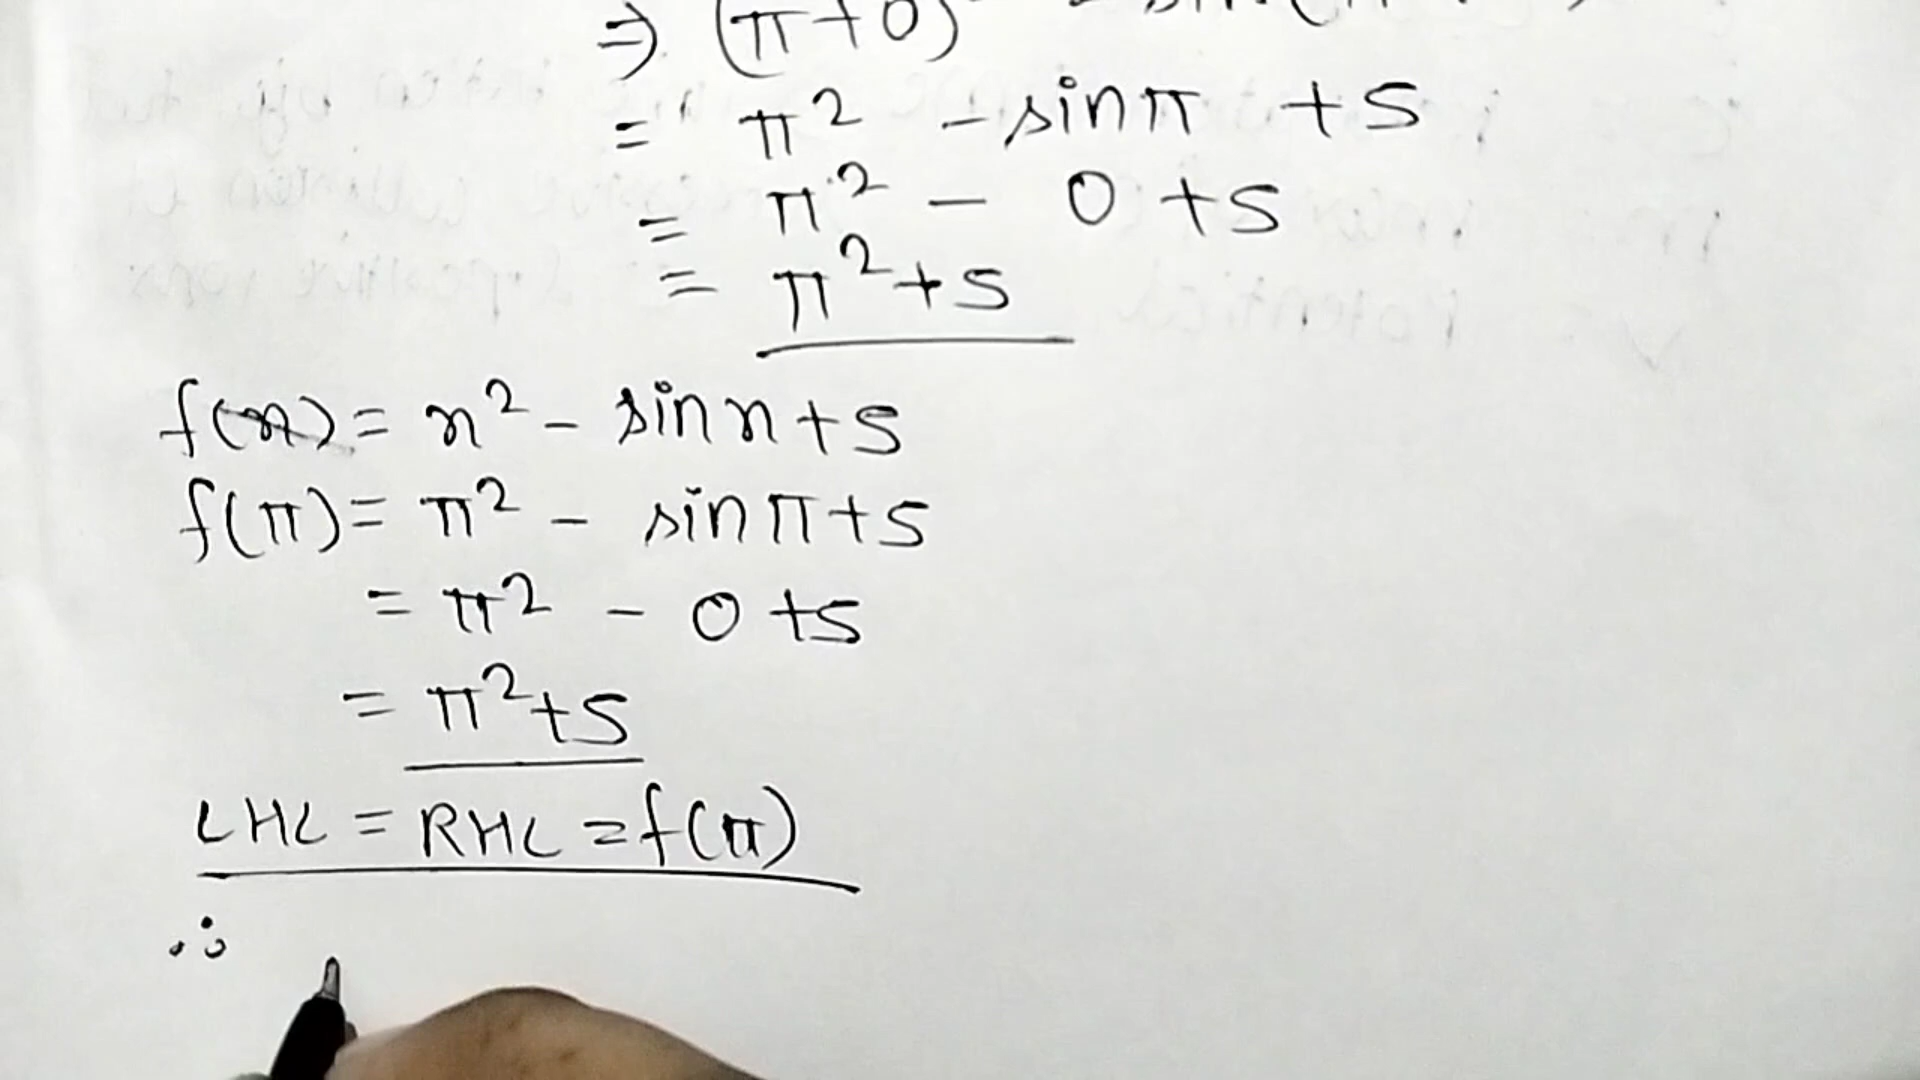 ⇒ (π+0)
= π² - sinπ + 5
= π² - 0 + 5
= π² + 5
f(x) = x² - sin x + 5
f(π) = π² - sin π + 5
= π² - 0 + 5
= π² + 5
LHL = RHL = f(π)
∴